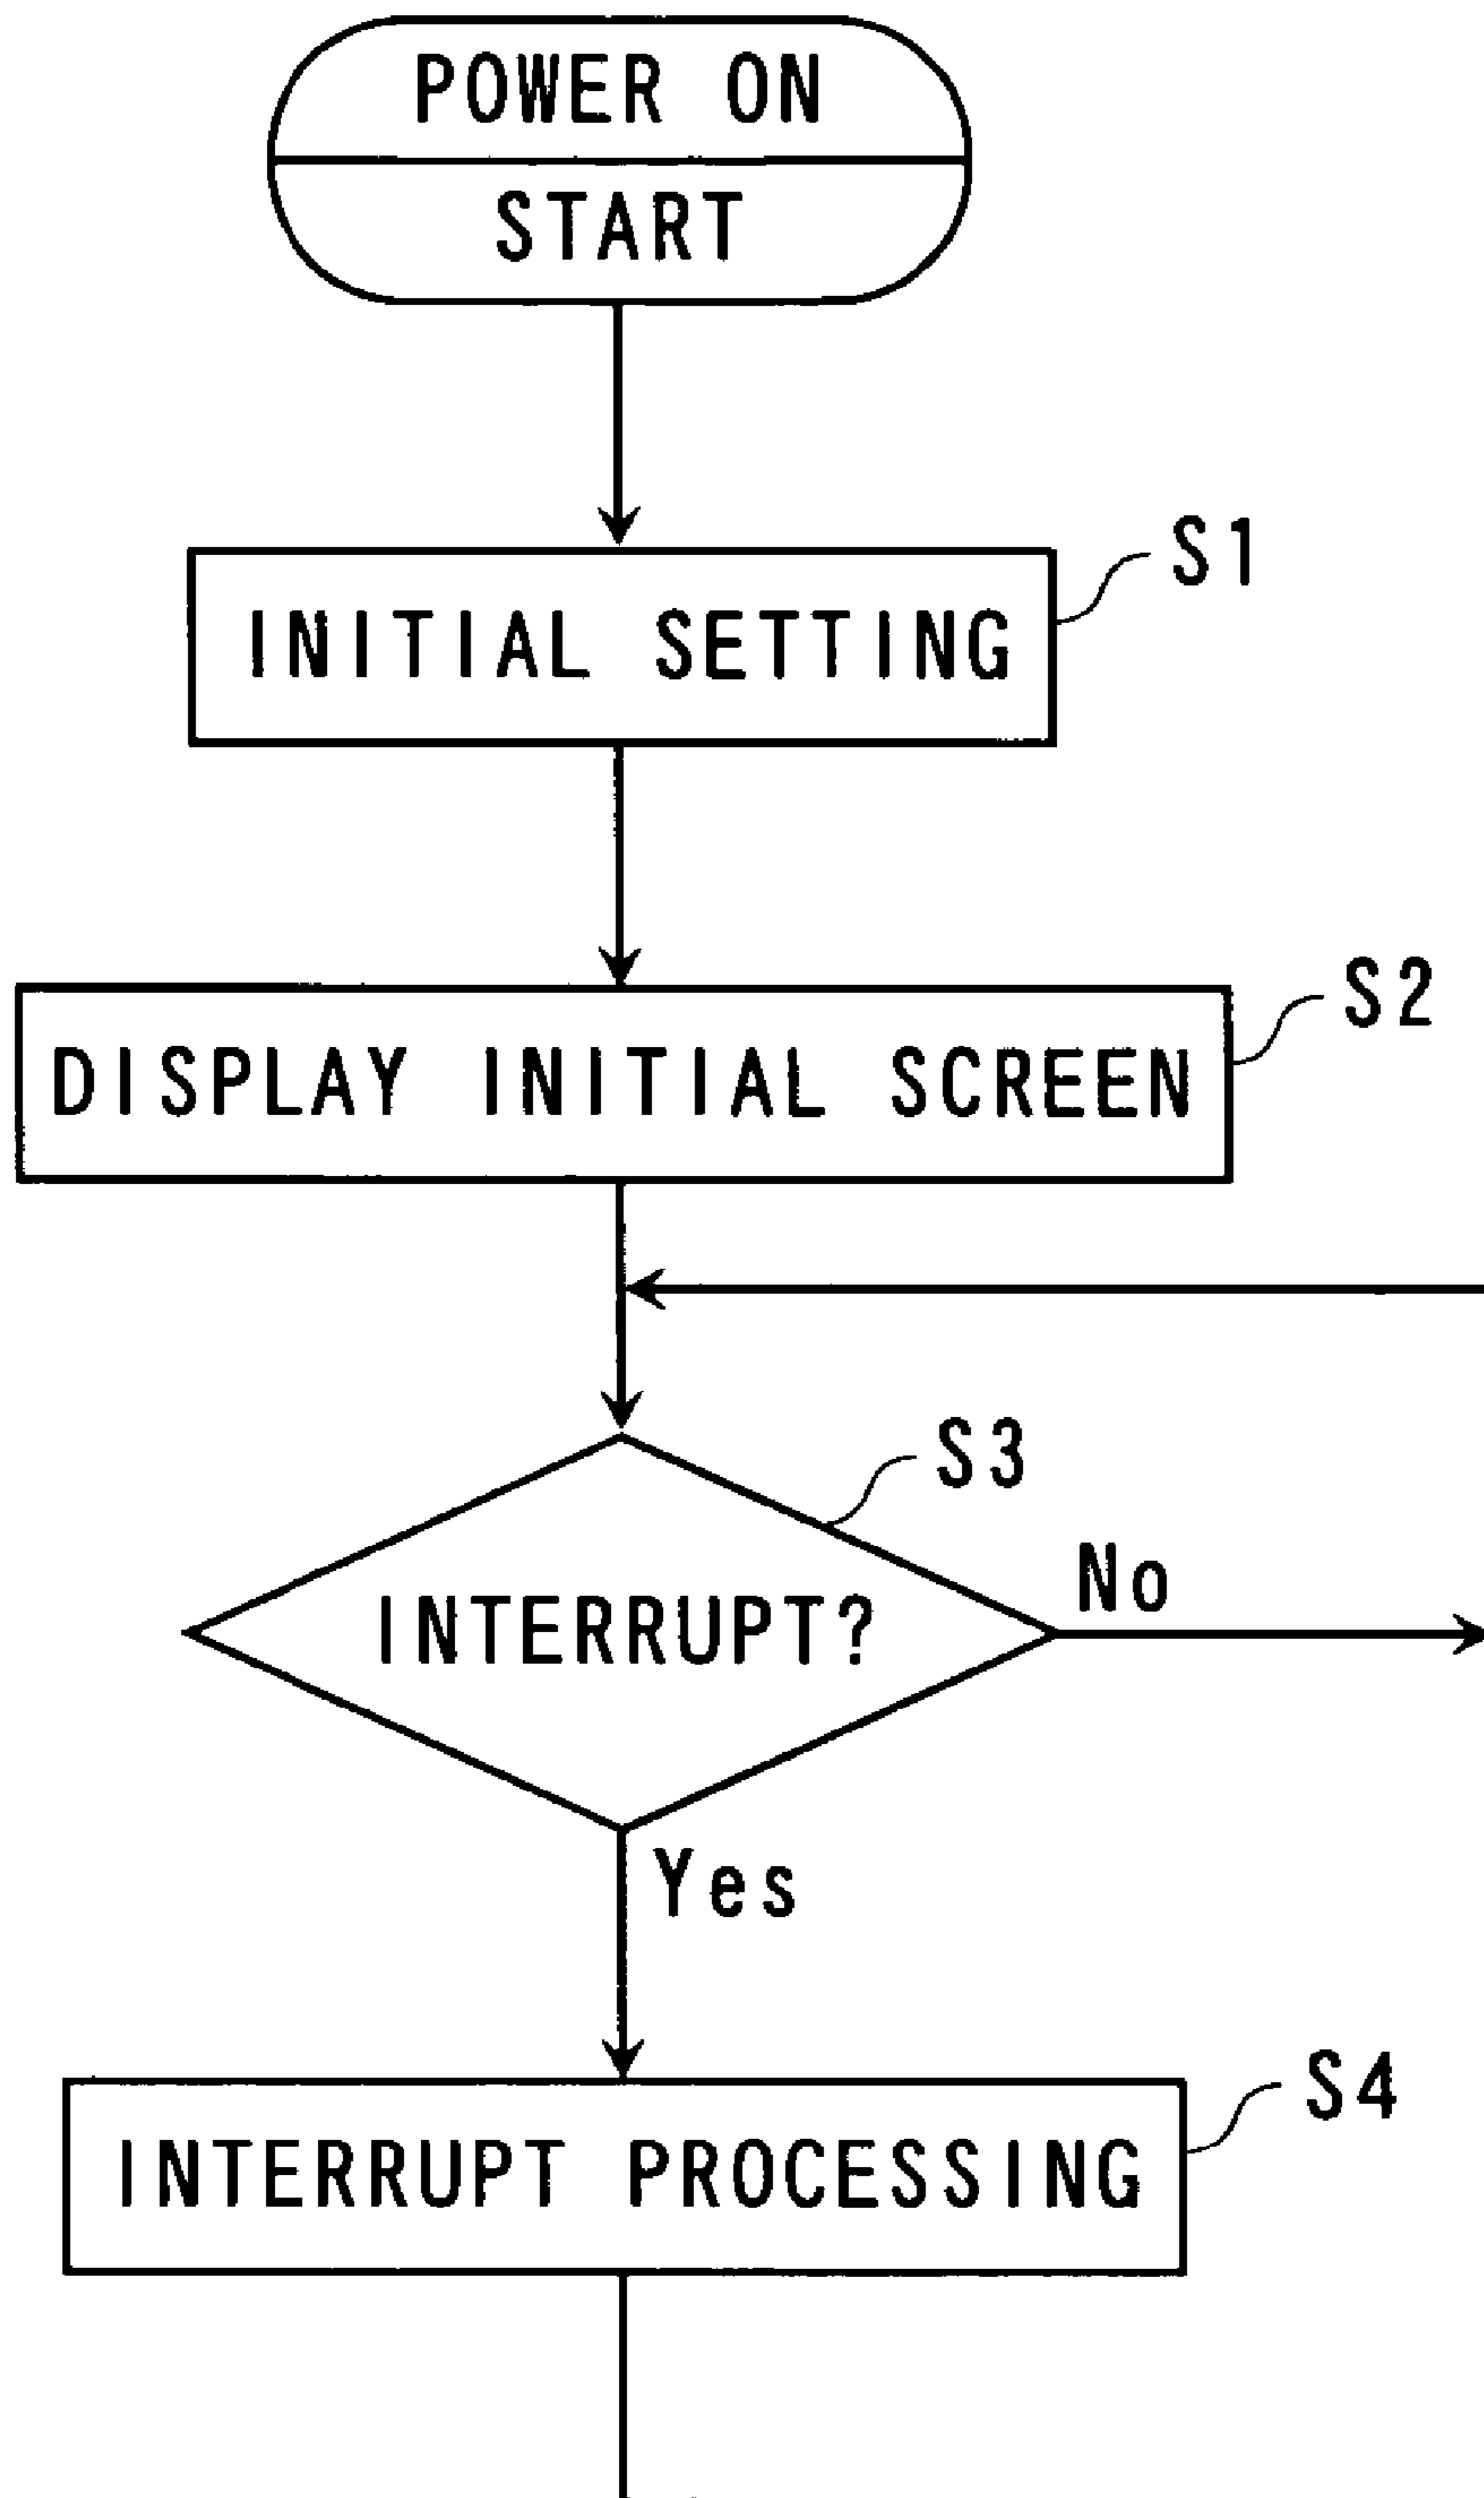 POWER ON
START
S1
INITIAL SETTING
S2
DISPLAY INITIAL SCREEN
S3
INTERRUPT?
No
Yes
S4
INTERRUPT PROCESSING